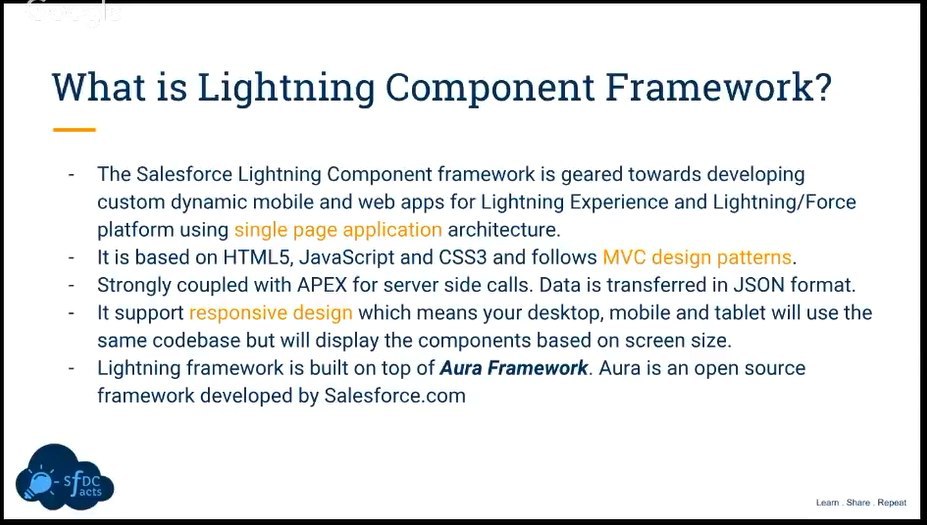 Google
What is Lightning Component Framework?
- The Salesforce Lightning Component framework is geared towards developing
custom dynamic mobile and web apps for Lightning Experience and Lightning/Force
platform using single page application architecture.
- It is based on HTML5, JavaScript and CSS3 and follows MVC design patterns.
- Strongly coupled with APEX for server side calls. Data is transferred in JSON format.
- It support responsive design which means your desktop, mobile and tablet will use the
same codebase but will display the components based on screen size.
- Lightning framework is built on top of Aura Framework. Aura is an open source
framework developed by Salesforce.com
- sfDC
acts
Learn . Share . Repeat